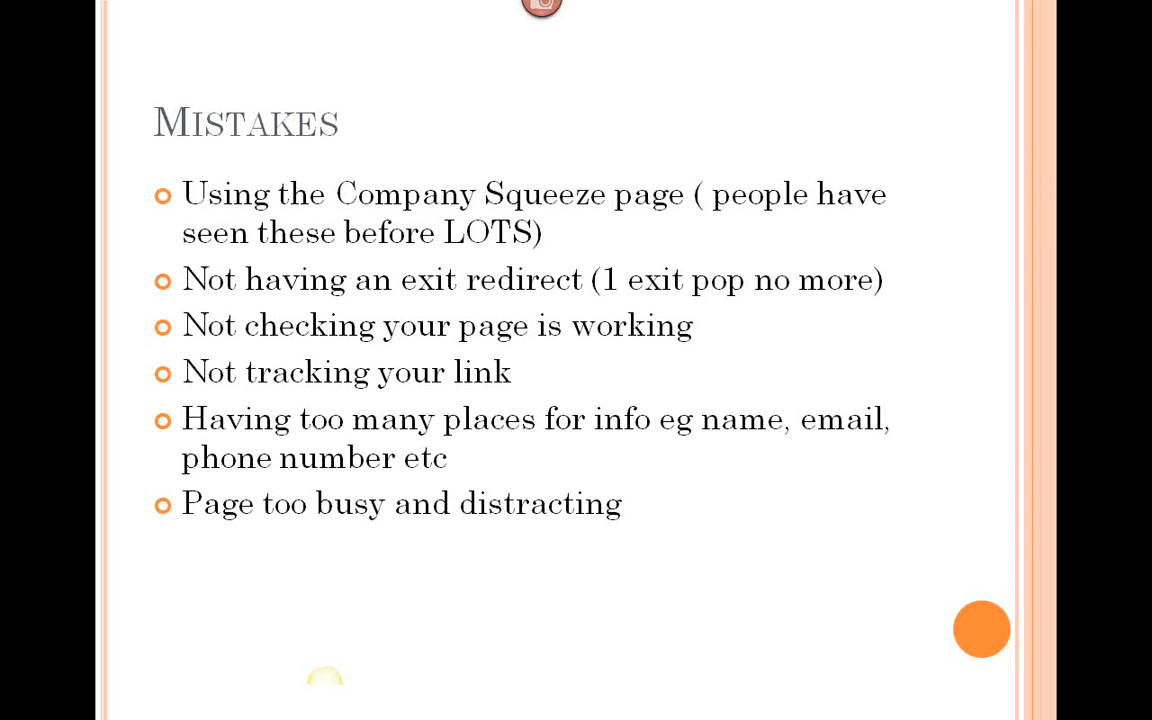 Mistakes
Using the Company Squeeze page ( people have
seen these before LOTS)
Not having an exit redirect (1 exit pop no more)
Not checking your page is working
Not tracking your link
Having too many places for info eg name, email,
phone number etc
Page too busy and distracting